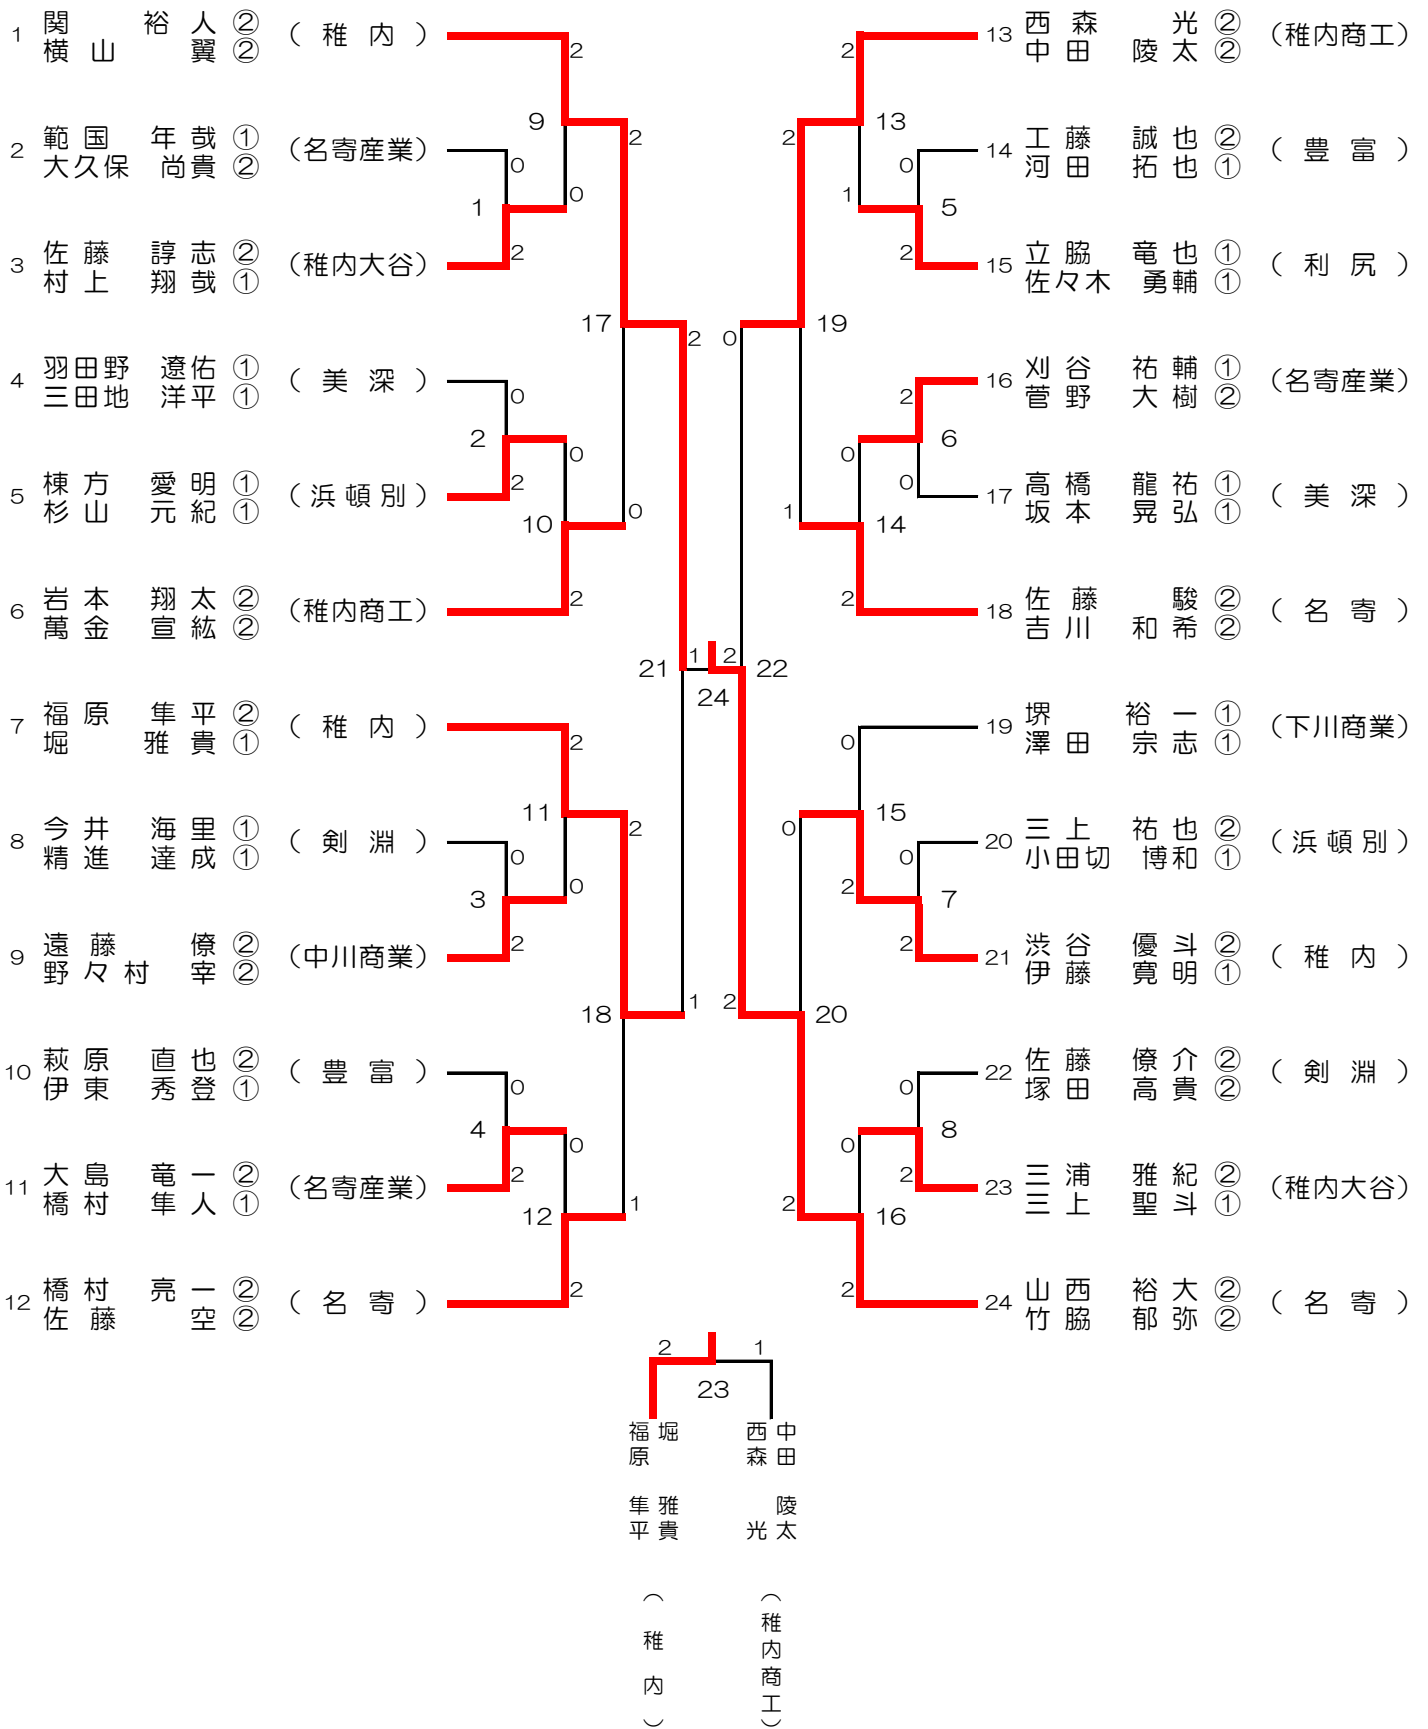 1 関 裕人 ② (稚内)
横山 翼 ②
2 範国 年哉 ① (名寄産業)
大久保 尚貴 ②
3 佐藤 諄志 ② (稚内大谷)
村上 翔哉 ①
4 羽田野 遼佑 ① (美深)
三田地 洋平 ①
5 棟方 愛明 ① (浜頓別)
杉山 元紀 ①
6 岩本 翔太 ② (稚内商工)
萬金 宣紘 ②
7 福原 隼平 ② (稚内)
堀 雅貴 ①
8 今井 海里 ① (剣淵)
精進 達成 ①
9 遠藤 僚 ② (中川商業)
野々村 宰 ②
10 萩原 直也 ② (豊富)
伊東 秀登 ①
11 大島 竜一 ② (名寄産業)
橋村 隼人 ①
12 橋村 亮一 ② (名寄)
佐藤 空 ②
2
9
2
0
1
0
2
17
2
0
2
0
2
10
0
2
21
1
2
11
2
0
3
0
2
18
1
0
4
0
2
12
1
2
24
2
13
2
0
1
5
2
0
19
2
0
6
0
1
14
2
2
22
0
15
0
0
2
7
2
2
20
0
0
8
2
2
16
2
13 西森 光 ② (稚内商工)
中田 陵太 ②
14 工藤 誠也 ② (豊富)
河田 拓也 ①
15 立脇 竜也 ① (利尻)
佐々木 勇輔 ①
16 刈谷 祐輔 ① (名寄産業)
菅野 大樹 ②
17 高橋 龍祐 ① (美深)
坂本 晃弘 ①
18 佐藤 駿 ② (名寄)
吉川 和希 ②
19 堺 裕一 ① (下川商業)
澤田 宗志 ①
20 三上 祐也 ② (浜頓別)
小田切 博和 ①
21 渋谷 優斗 ② (稚内)
伊藤 寛明 ①
22 佐藤 僚介 ② (剣淵)
塚田 高貴 ②
23 三浦 雅紀 ② (稚内大谷)
三上 聖斗 ①
24 山西 裕大 ② (名寄)
竹脇 郁弥 ②
2 1
23
福原 隼平
堀 雅貴
(稚内)
西森 光
中田 陵太
(稚内商工)